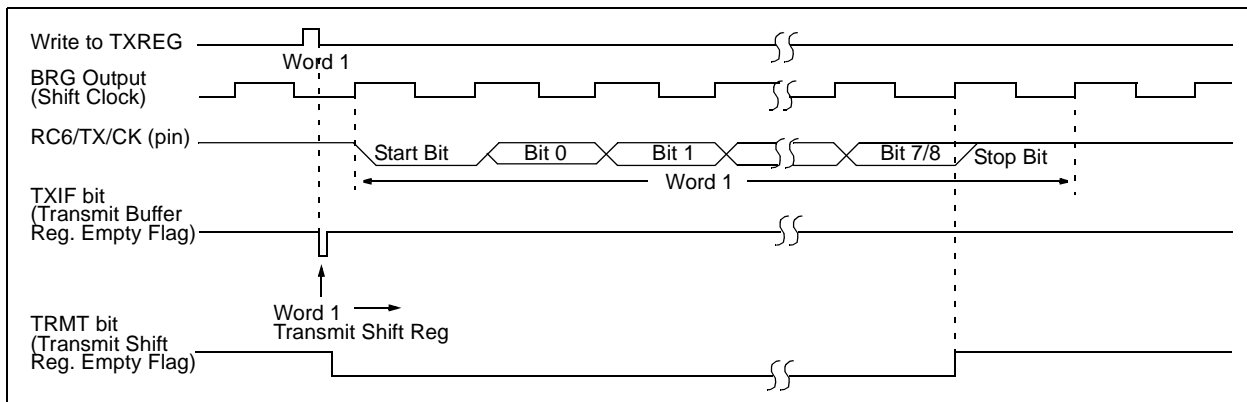 Write to TXREG
Word 1
BRG Output
(Shift Clock)
RC6/TX/CK (pin)
Start Bit
Bit 0
Bit 1
Bit 7/8
Stop Bit
Word 1
TXIF bit
(Transmit Buffer
Reg. Empty Flag)
Word 1
Transmit Shift Reg
TRMT bit
(Transmit Shift
Reg. Empty Flag)